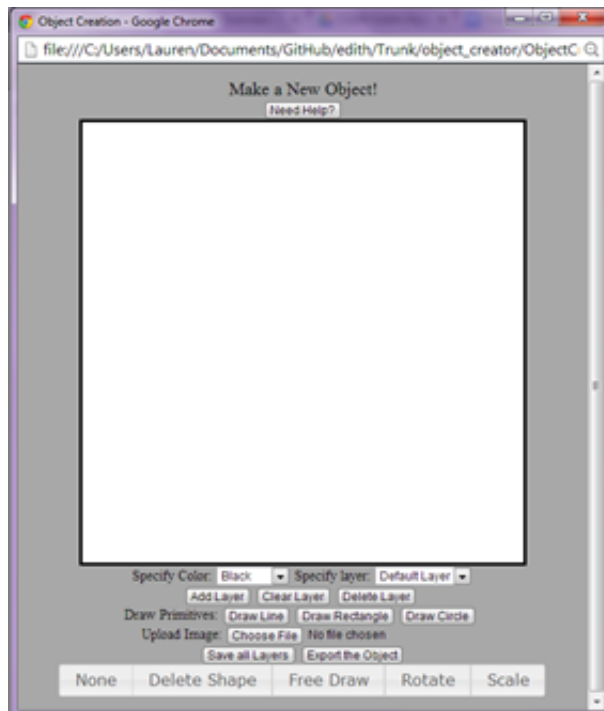 Object Creation - Google Chrome
file:///C:/Users/Lauren/Documents/GitHub/edith/Trunk/object_creator/ObjectC
Make a New Object!
Need Help?
Specify Color: Black Specify layer: Default Layer
Add Layer Clear Layer Delete Layer
Draw Primitives: Draw Line Draw Rectangle Draw Circle
Upload Image: Choose File No file chosen
Save all Layers Export the Object
None Delete Shape Free Draw Rotate Scale